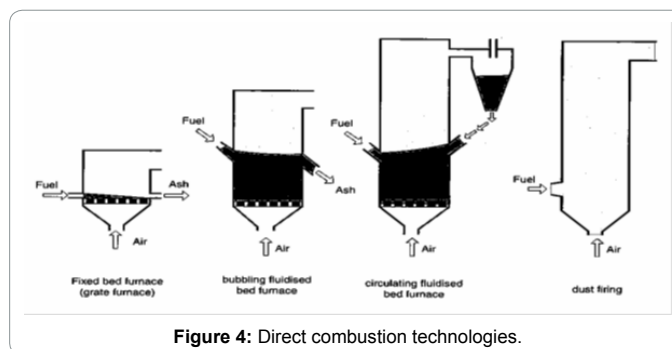 Fuel
Ash
Air
Fixed bed furnace
(grate furnace)
Fuel
Ash
Air
bubbling fluidised
bed furnace
Fuel
Air
circulating fluidised
bed furnace
Fuel
Air
dust firing
Figure 4: Direct combustion technologies.